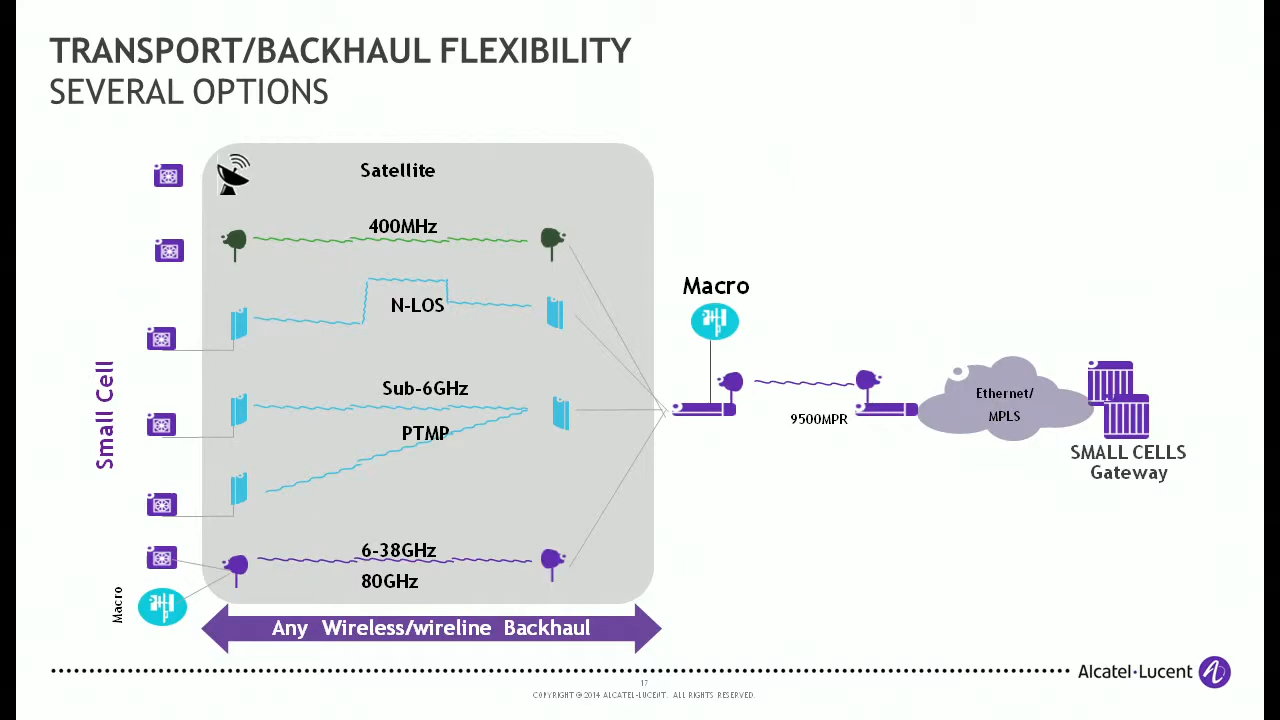 TRANSPORT/BACKHAUL FLEXIBILITY
SEVERAL OPTIONS
Satellite
400MHz
N-LOS
Sub-6GHz
PTMP
6-38GHz
80GHz
Small Cell
Macro
Any Wireless/wireline Backhaul
Macro
9500MPR
Ethernet/
MPLS
SMALL CELLS
Gateway
Alcatel·Lucent
17
COPYRIGHT © 2014 ALCATEL-LUCENT. ALL RIGHTS RESERVED.